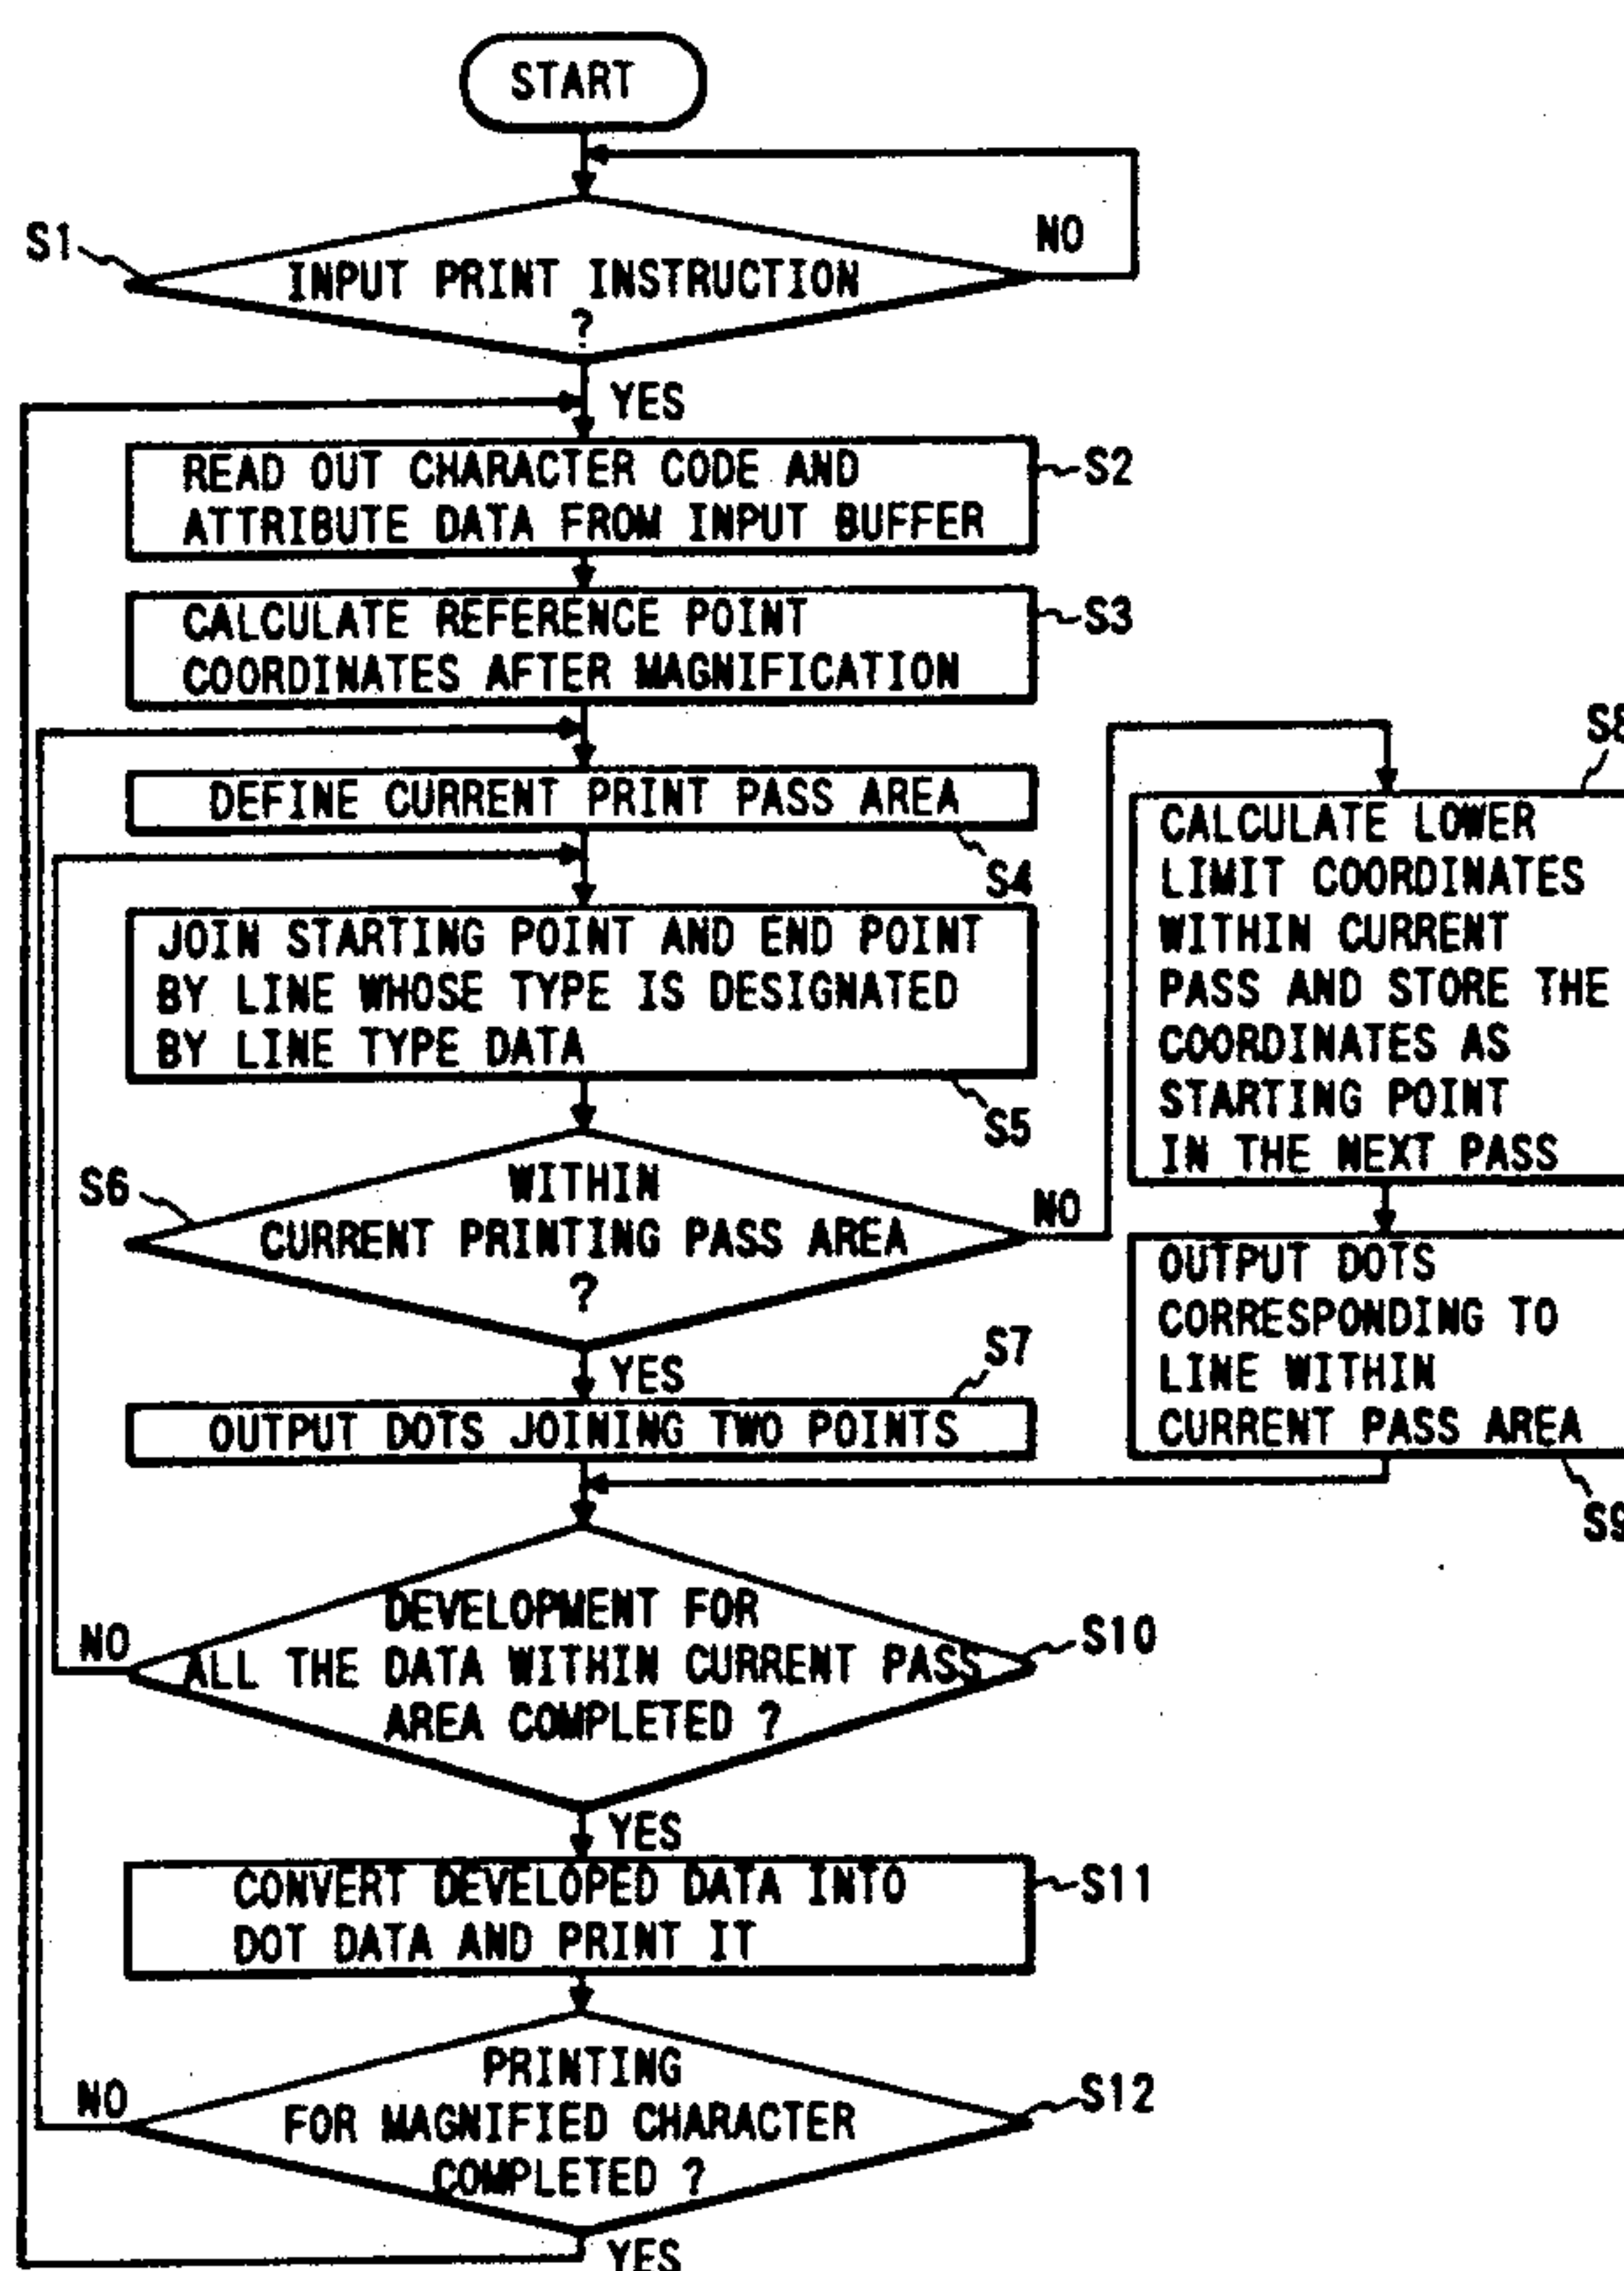 START
S1
INPUT PRINT INSTRUCTION
?
NO
YES
READ OUT CHARACTER CODE AND
ATTRIBUTE DATA FROM INPUT BUFFER
S2
CALCULATE REFERENCE POINT
COORDINATES AFTER MAGNIFICATION
S3
DEFINE CURRENT PRINT PASS AREA
S4
JOIN STARTING POINT AND END POINT
BY LINE WHOSE TYPE IS DESIGNATED
BY LINE TYPE DATA
S5
S6
WITHIN
CURRENT PRINTING PASS AREA
?
NO
YES
S7
OUTPUT DOTS JOINING TWO POINTS
S8
CALCULATE LOWER
LIMIT COORDINATES
WITHIN CURRENT
PASS AND STORE THE
COORDINATES AS
STARTING POINT
IN THE NEXT PASS
OUTPUT DOTS
CORRESPONDING TO
LINE WITHIN
CURRENT PASS AREA
S9
DEVELOPMENT FOR
ALL THE DATA WITHIN CURRENT PASS
AREA COMPLETED ?
NO
S10
YES
CONVERT DEVELOPED DATA INTO
DOT DATA AND PRINT IT
S11
PRINTING
FOR MAGNIFIED CHARACTER
COMPLETED ?
NO
S12
YES